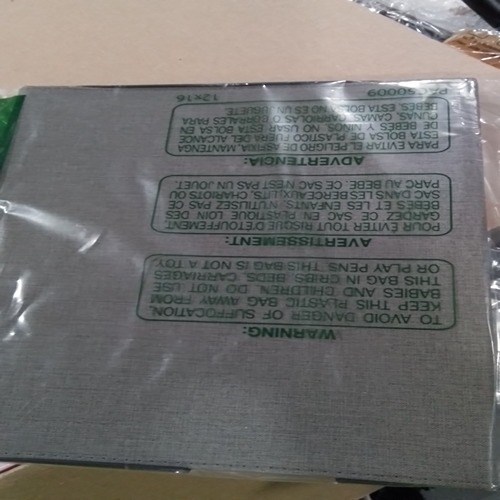 WARNING:
TO AVOID DANGER OF SUFFOCATION,
KEEP THIS PLASTIC BAG AWAY FROM
BABIES AND CHILDREN. DO NOT USE
THIS BAG IN CRIBS, BEDS, CARRIAGES
OR PLAY PENS. THIS BAG IS NOT A TOY.
AVERTISSEMENT:
POUR EVITER TOUT RISQUE D'ETOUFFEMENT,
GARDEZ CE SAC EN PLASTIQUE LOIN DES
BEBES ET LES ENFANTS. N'UTILISEZ PAS CE
SAC DANS LES BERCEAUX, LITS, CHARIOTS OU
PARC AU BEBE. CE SAC N'EST PAS UN JOUET.
ADVERTENCIA:
PARA EVITAR EL PELIGRO DE ASFIXIA, MANTENGA
ESTA BOLSA DE PLASTICO FUERA DEL ALCANCE
DE BEBES Y NIÑOS. NO USAR ESTA BOLSA EN
CUNAS, CAMAS, CARRIOLAS O CORRALES PARA
BEBES. ESTA BOLSA NO ES UN JUGUETE.
12x16